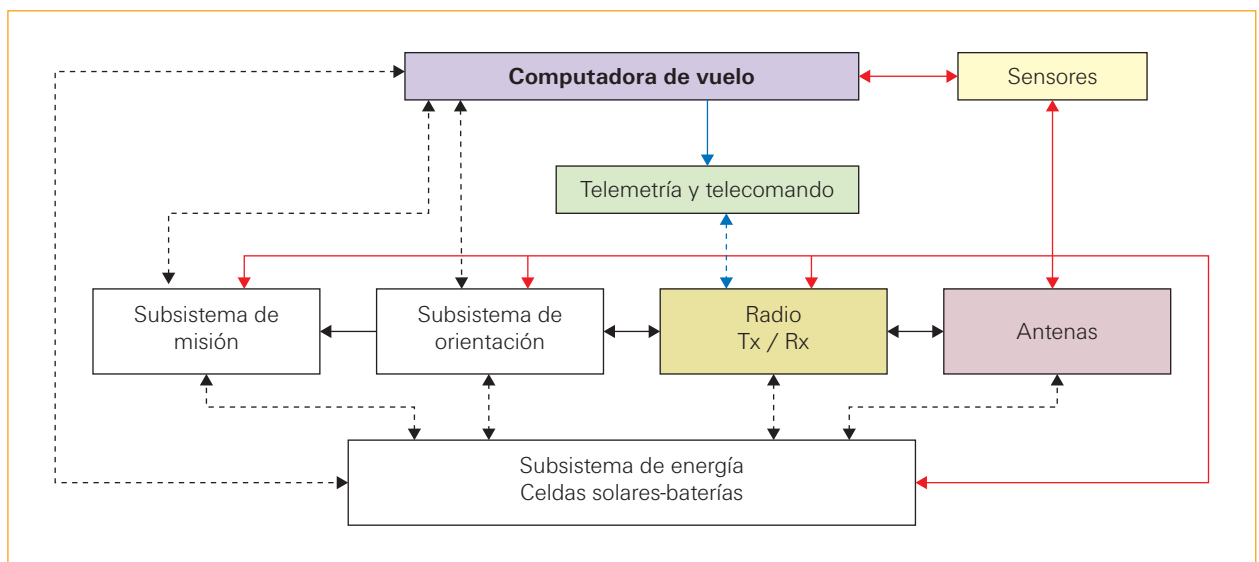 Computadora de vuelo
Sensores
Telemetría y telecomando
Subsistema de
misión
Subsistema de
orientación
Radio
Tx / Rx
Antenas
Subsistema de energía
Celdas solares-baterías